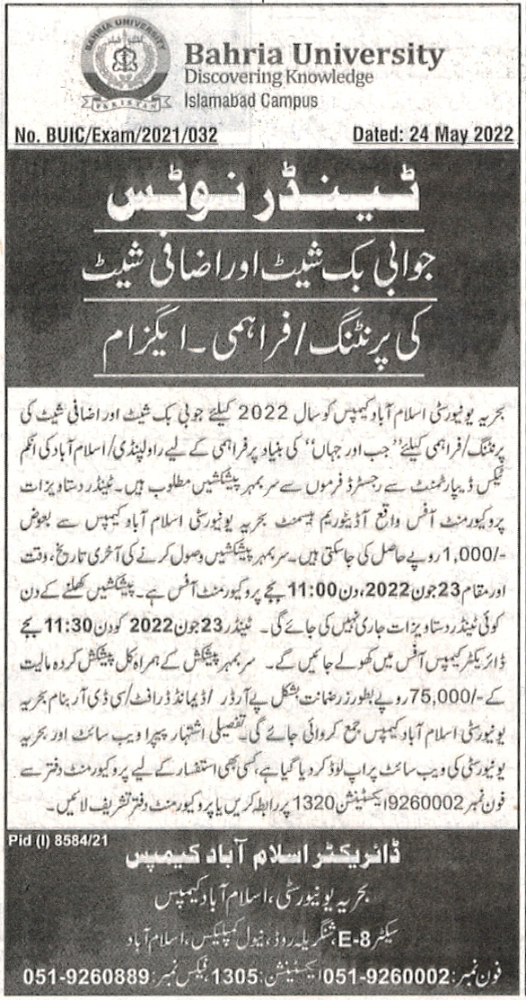 BAHRIA UNIVERSITY
PAKISTAN
Bahria University
Discovering Knowledge
Islamabad Campus
No. BUIC/Exam/2021/032 Dated: 24 May 2022
ٹینڈر نوٹس
جوابی بک شیٹ اور اضافی شیٹ
کی پرنٹنگ/فراہمی۔ایگزام
بحریہ یونیورسٹی اسلام آباد کیمپس کو سال 2022 کیلئے جوبی بک شیٹ اور اضافی شیٹ کی
پرنٹنگ/فراہمی کیلئے ”جب اور جہاں“ کی بنیاد پر فراہمی کے لیے راولپنڈی/اسلام آباد کی انکم
ٹیکس ڈیپارٹمنٹ سے رجسٹرڈ فرموں سے سربمہر پیشکشیں مطلوب ہیں۔ ٹینڈر دستاویزات
پروکیورمنٹ آفس واقع آڈیٹوریم بیسمنٹ بحریہ یونیورسٹی اسلام آباد کیمپس سے بعوض
1,000/- روپے حاصل کی جاسکتی ہیں۔ سربمہر پیشکشیں وصول کرنے کی آخری تاریخ، وقت
اور مقام 23 جون 2022، دن 11:00 بجے پروکیورمنٹ آفس ہے۔ پیشگشیں کھلنے کے دن
کوئی ٹینڈر دستاویزات جاری نہیں کی جائے گی۔ ٹینڈر 23 جون 2022 کو دن 11:30 بجے
ڈائریکٹر کیمپس آفس میں کھولے جائیں گے۔ سربمہر پیشکش کے ہمراہ کل پیشکش کردہ مالیت
کے -/75,000 روپے بطور زر ضمانت بشکل پے آرڈر /ڈیمانڈ ڈرافٹ/سی ڈی آر بنام بحریہ
یونیورسٹی اسلام آباد کیمپس جمع کروائی جائے گی۔ تفصیلی اشتہار پیپرا ویب سائٹ اور بحریہ
یونیورسٹی کی ویب سائٹ پر اپ لوڈ کردیا گیا ہے، کسی بھی استفسار کے لیے پروکیورمنٹ دفتر سے
فون نمبر 9260002 ایکسٹینشن 1320 پر رابطہ کریں یا پروکیورمنٹ دفتر تشریف لائیں۔
Pid (I) 8584/21
ڈائریکٹر اسلام آباد کیمپس
بحریہ یونیورسٹی، اسلام آباد کیمپس
سیکٹر E-8، شنگریلہ روڈ، نیول کمپلیکس، اسلام آباد
فون نمبر: 051-9260002 ایکسٹینشن: 1305، فیکس نمبر: 051-9260889